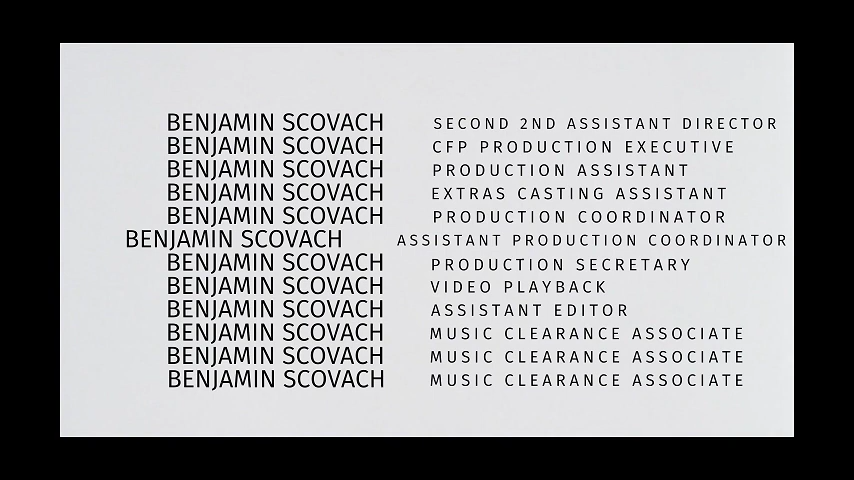 BENJAMIN SCOVACH SECOND 2ND ASSISTANT DIRECTOR
BENJAMIN SCOVACH CFP PRODUCTION EXECUTIVE
BENJAMIN SCOVACH PRODUCTION ASSISTANT
BENJAMIN SCOVACH EXTRAS CASTING ASSISTANT
BENJAMIN SCOVACH PRODUCTION COORDINATOR
BENJAMIN SCOVACH ASSISTANT PRODUCTION COORDINATOR
BENJAMIN SCOVACH PRODUCTION SECRETARY
BENJAMIN SCOVACH VIDEO PLAYBACK
BENJAMIN SCOVACH ASSISTANT EDITOR
BENJAMIN SCOVACH MUSIC CLEARANCE ASSOCIATE
BENJAMIN SCOVACH MUSIC CLEARANCE ASSOCIATE
BENJAMIN SCOVACH MUSIC CLEARANCE ASSOCIATE